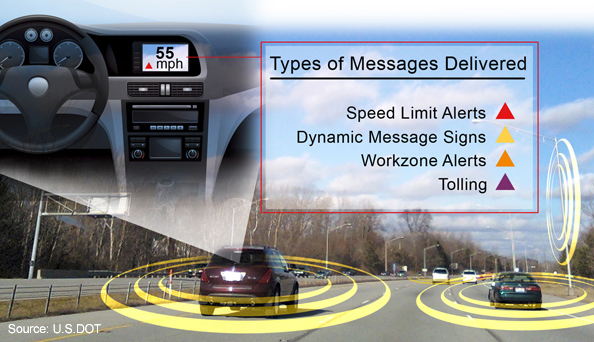 55
mph
Types of Messages Delivered
Speed Limit Alerts
Dynamic Message Signs
Workzone Alerts
Tolling
Source: U.S.DOT